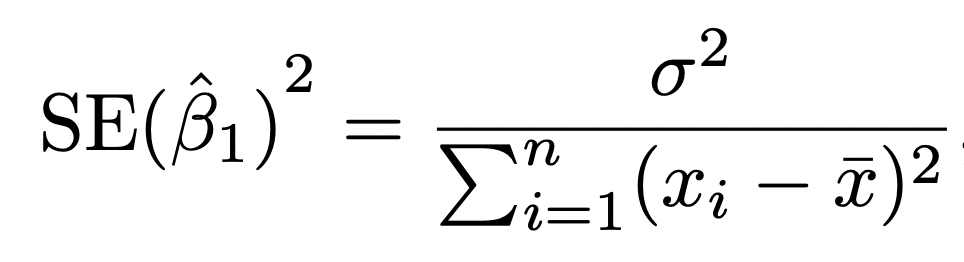 SE(β̂₁)² = σ² / ∑ⁿᵢ₌₁(xᵢ − x̄)²